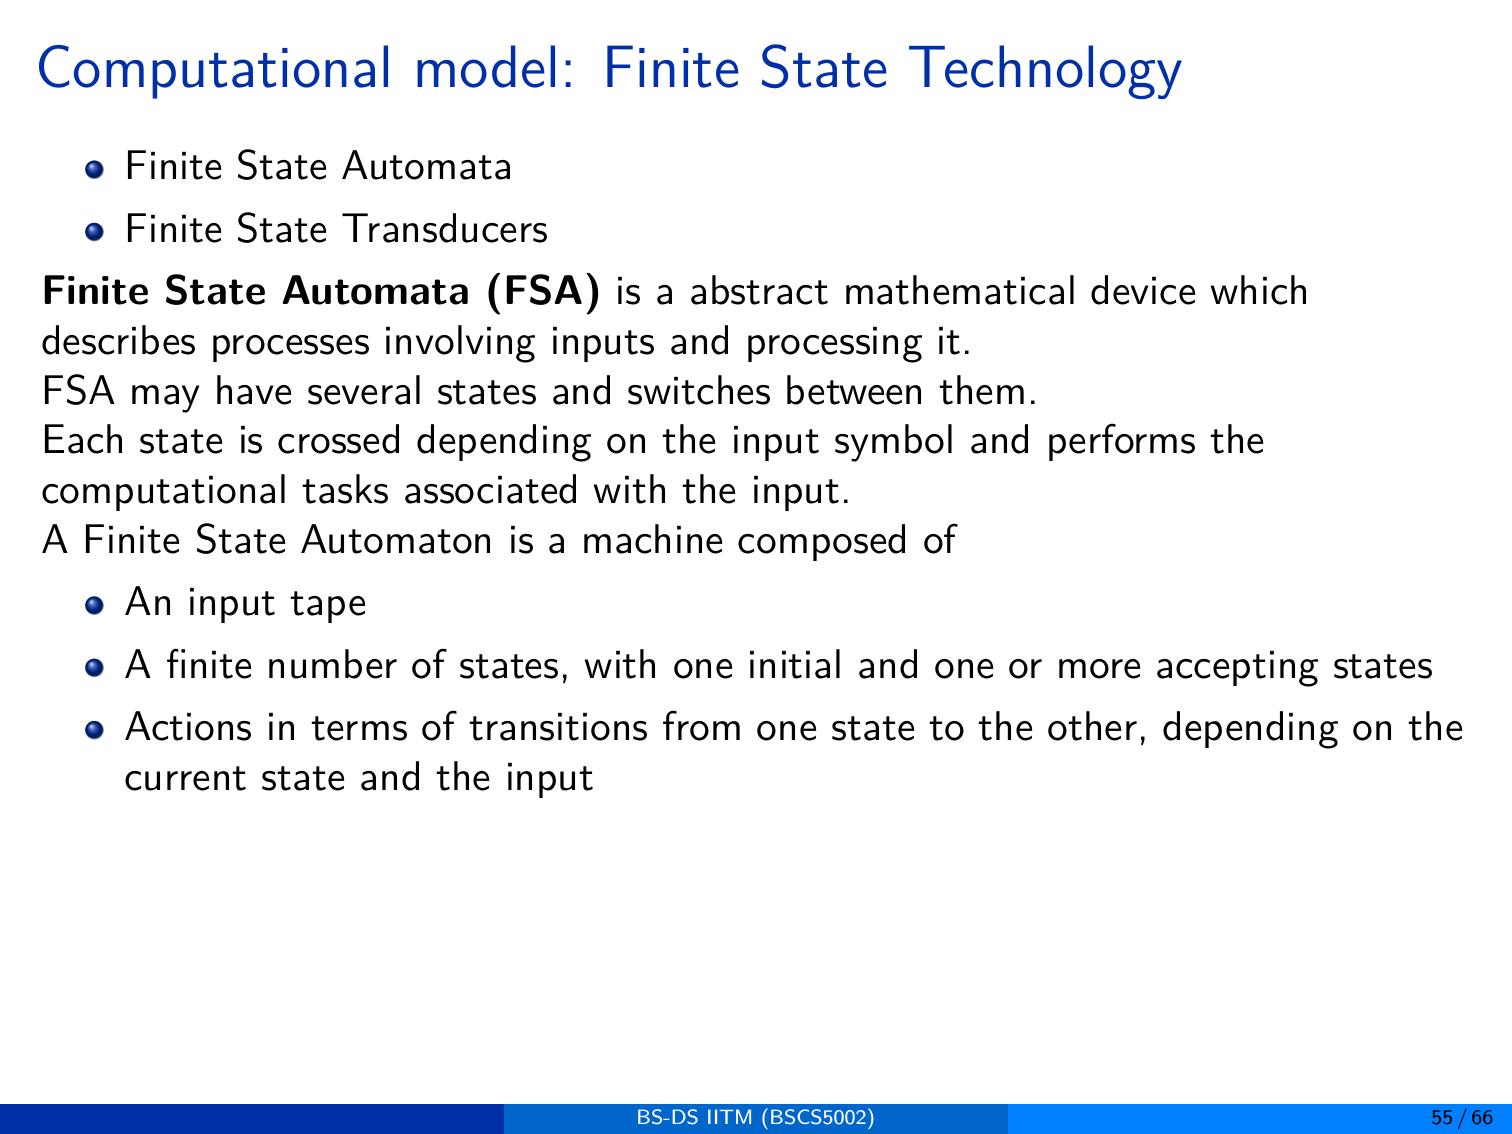 Computational model: Finite State Technology
Finite State Automata
Finite State Transducers
Finite State Automata (FSA) is a abstract mathematical device which
describes processes involving inputs and processing it.
FSA may have several states and switches between them.
Each state is crossed depending on the input symbol and performs the
computational tasks associated with the input.
A Finite State Automaton is a machine composed of
An input tape
A finite number of states, with one initial and one or more accepting states
Actions in terms of transitions from one state to the other, depending on the
current state and the input
BS-DS IITM (BSCS5002)
55 / 66